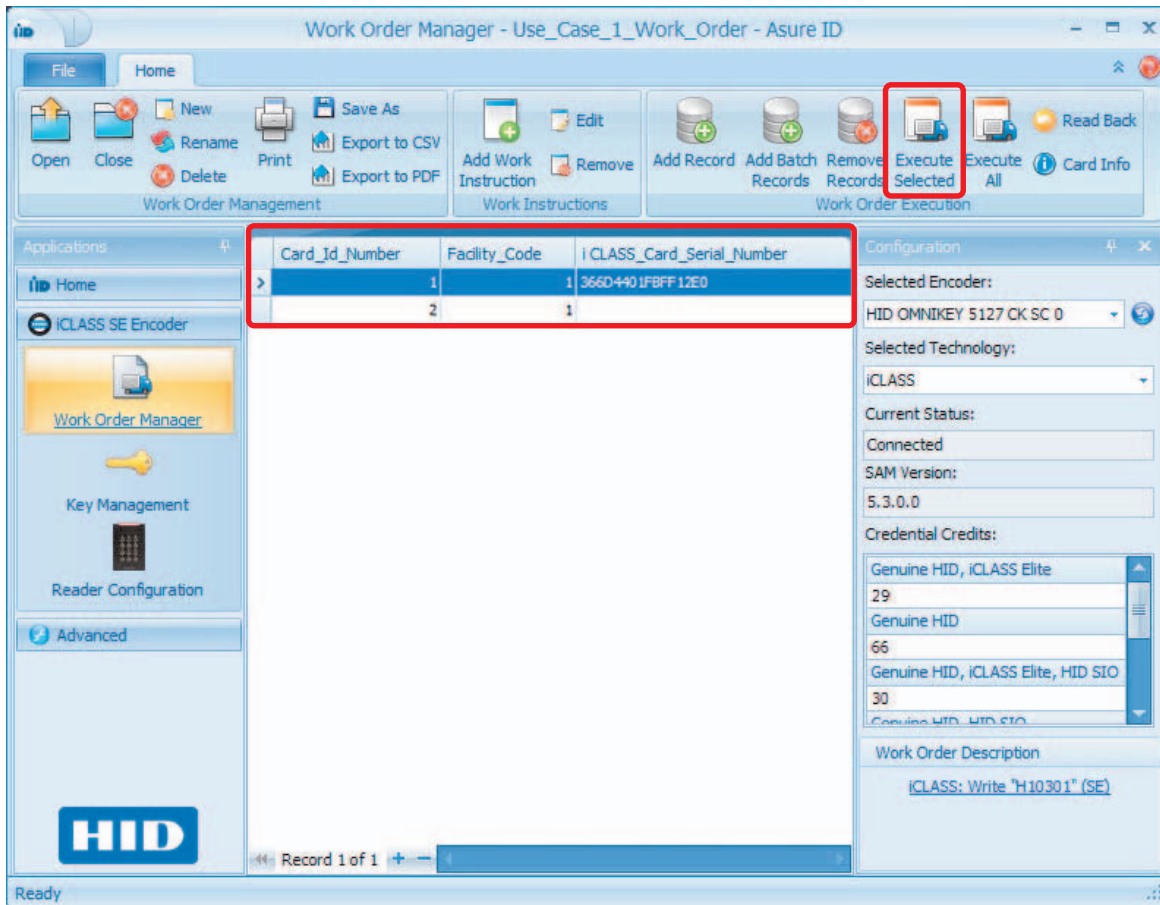 Work Order Manager - Use_Case_1_Work_Order - Asure ID
File
Home
Open
Close
New
Rename
Delete
Print
Save As
Export to CSV
Export to PDF
Work Order Management
Add Work
Instruction
Edit
Remove
Work Instructions
Add Record
Add Batch
Records
Remove
Records
Execute
Selected
Execute
All
Read Back
Card Info
Work Order Execution
Applications
iID Home
iCLASS SE Encoder
Work Order Manager
Key Management
Reader Configuration
Advanced
HID
Card_Id_Number Facility_Code i CLASS_Card_Serial_Number
1 1 366D4401FBFF12E0
2 1
Record 1 of 1
Configuration
Selected Encoder:
HID OMNIKEY 5127 CK SC 0
Selected Technology:
iCLASS
Current Status:
Connected
SAM Version:
5.3.0.0
Credential Credits:
Genuine HID, iCLASS Elite
29
Genuine HID
66
Genuine HID, iCLASS Elite, HID SIO
30
Genuine HID, HID SIO
Work Order Description
iCLASS: Write "H10301" (SE)
Ready